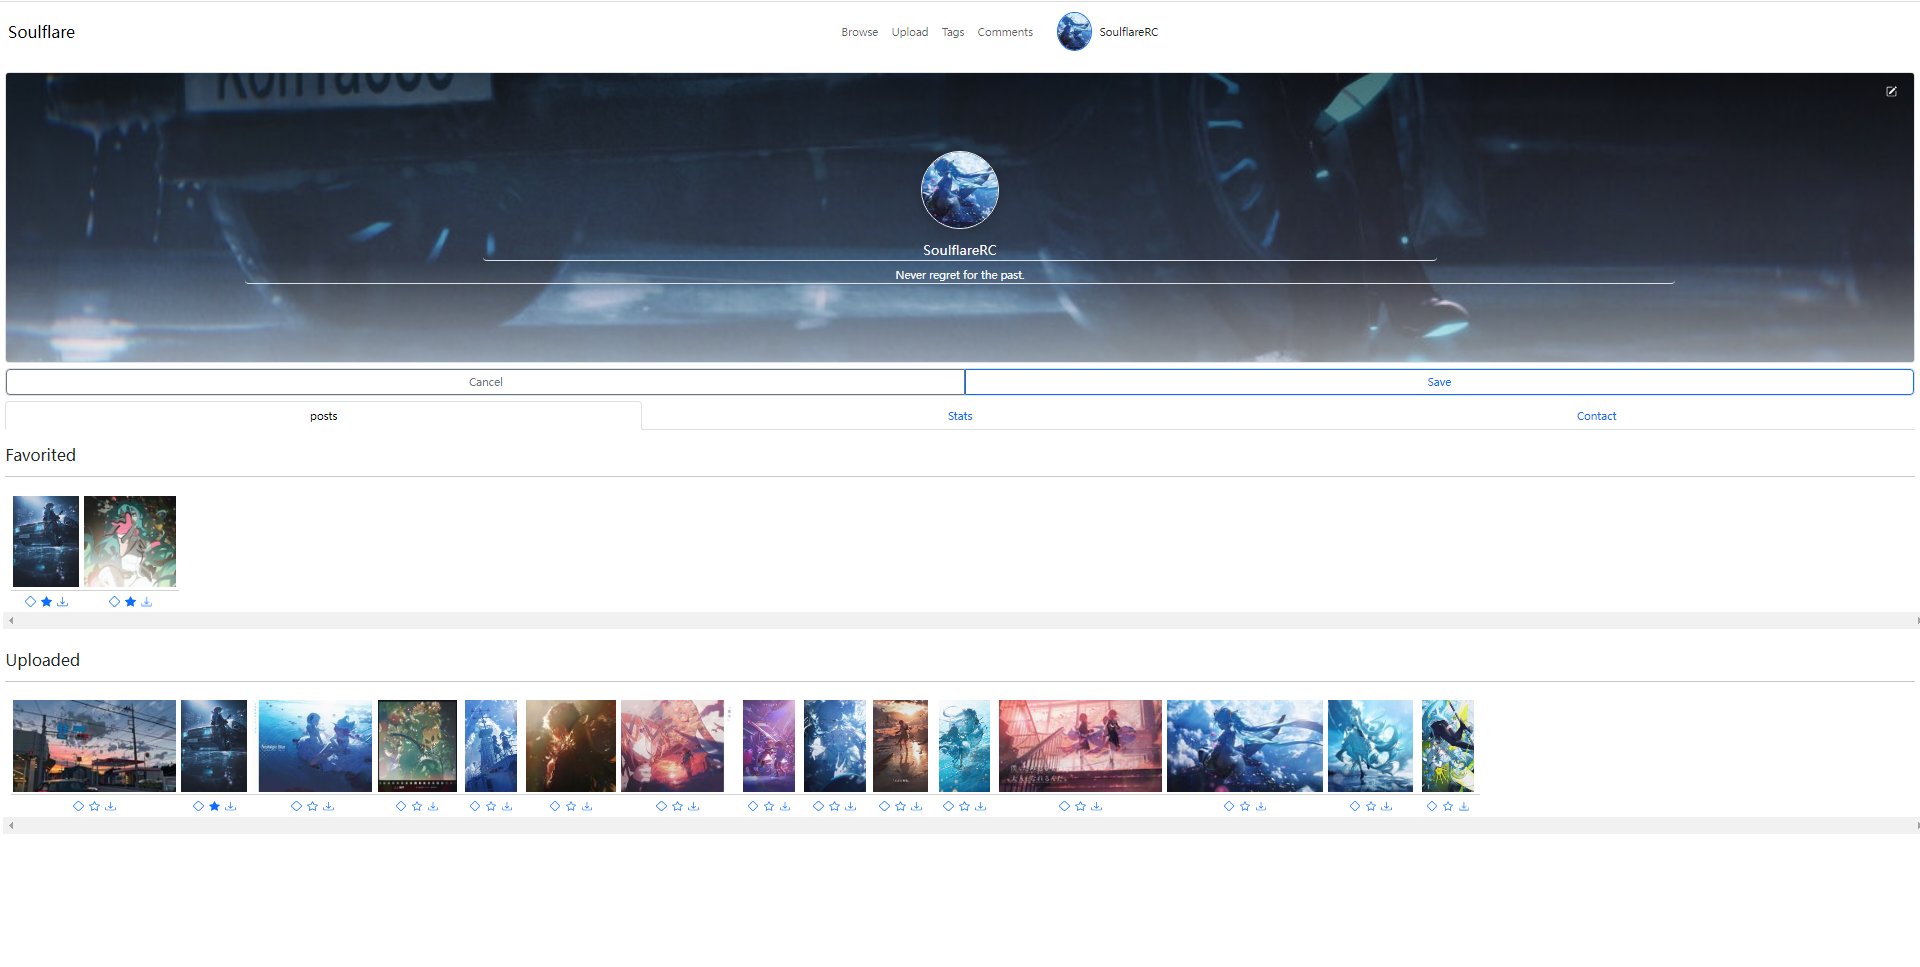 Soulflare
Browse Upload Tags Comments SoulflareRC
SoulflareRC
Never regret for the past.
Cancel Save
posts Stats Contact
Favorited
Uploaded